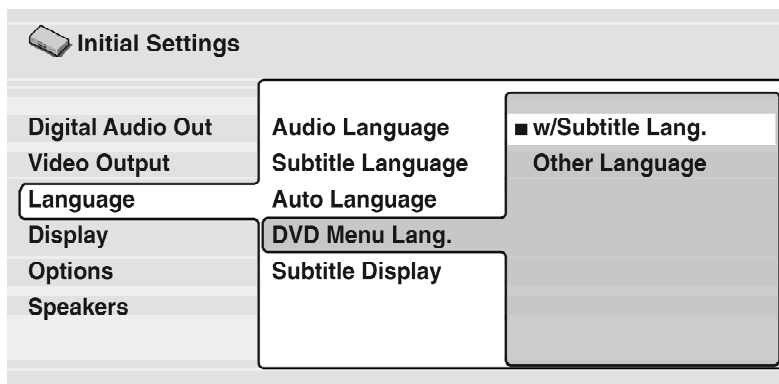 Initial Settings
Digital Audio Out
Video Output
Language
Display
Options
Speakers
Audio Language
Subtitle Language
Auto Language
DVD Menu Lang.
Subtitle Display
w/Subtitle Lang.
Other Language